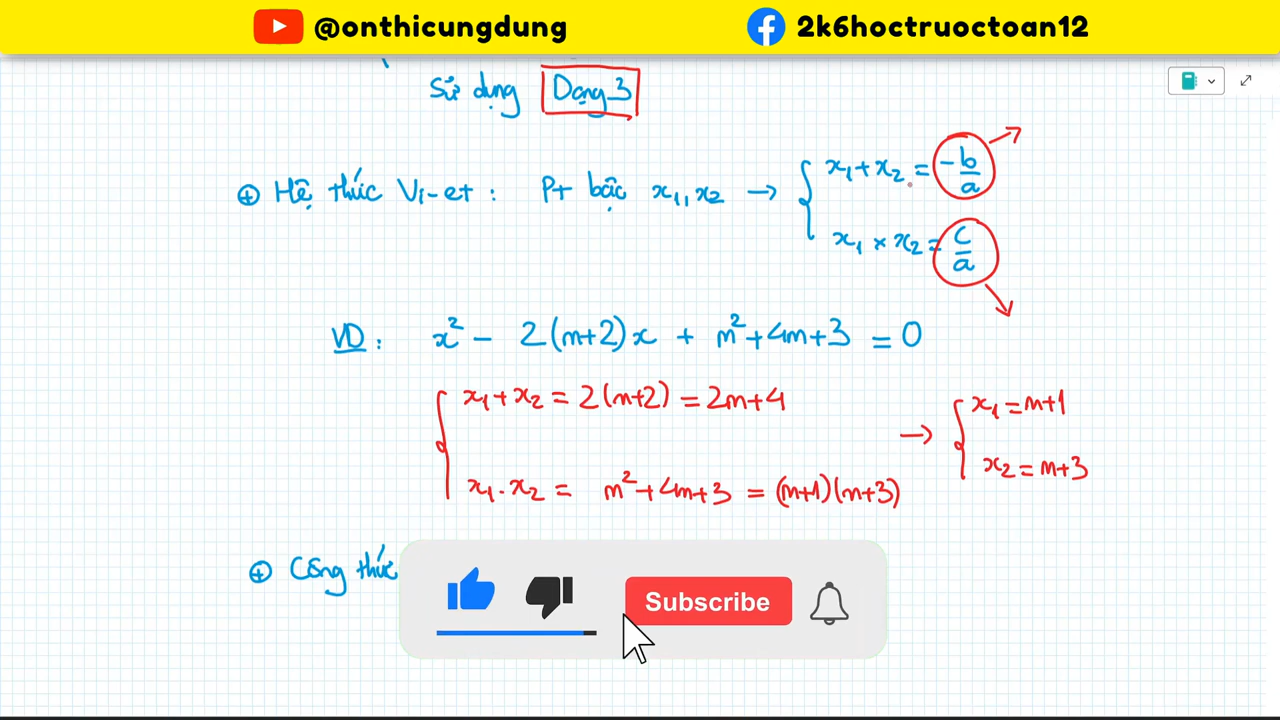 @onthicungdung 2k6hoctruoctoan12
Sử dụng Dạng 3
⊕ Hệ thức Vi-et : Pt bậc x₁, x₂ → { x₁ + x₂ = -b/a
x₁ × x₂ = c/a
VD : x² - 2(m+2)x + m² + 4m + 3 = 0
{ x₁ + x₂ = 2(m+2) = 2m+4
x₁ . x₂ = m² + 4m + 3 = (m+1)(m+3)
→ { x₁ = m+1
x₂ = m+3
⊕ Công thức
Subscribe